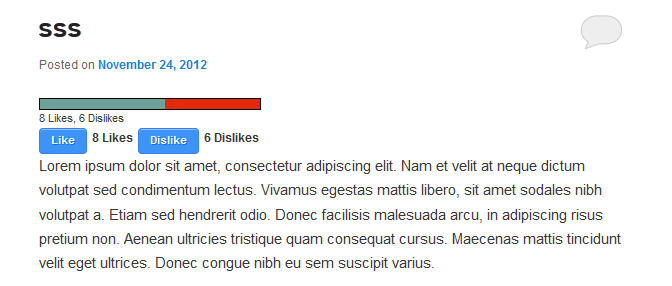 sss
Posted on November 24, 2012
8 Likes, 6 Dislikes
Like 8 Likes Dislike 6 Dislikes
Lorem ipsum dolor sit amet, consectetur adipiscing elit. Nam et velit at neque dictum
volutpat sed condimentum lectus. Vivamus egestas mattis libero, sit amet sodales nibh
volutpat a. Etiam sed hendrerit odio. Donec facilisis malesuada arcu, in adipiscing risus
pretium non. Aenean ultricies tristique quam consequat cursus. Maecenas mattis tincidunt
velit eget ultrices. Donec congue nibh eu sem suscipit varius.